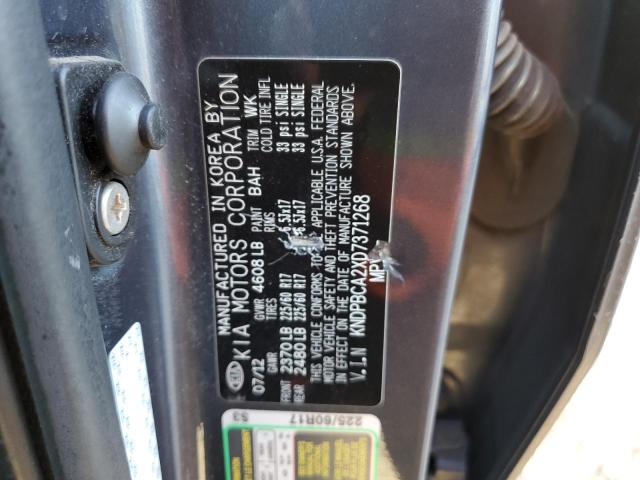 MANUFACTURED IN KOREA BY
KIA MOTORS CORPORATION
KIA
07/12 GVWR 4608 LB PAINT BAH TRIM WK
GAWR TIRES RIMS COLD TIRE INFL
FRONT 2370 LB 225/60 R17 6.5Jx17 33 psi SINGLE
REAR 2480 LB 225/60 R17 6.5Jx17 33 psi SINGLE
THIS VEHICLE CONFORMS TO APPLICABLE U.S.A. FEDERAL
MOTOR VEHICLE SAFETY AND THEFT PREVENTION STANDARDS
IN EFFECT ON THE DATE OF MANUFACTURE SHOWN ABOVE.
V.I.N KNDPBCA2XD7371268
225/60R17
S3